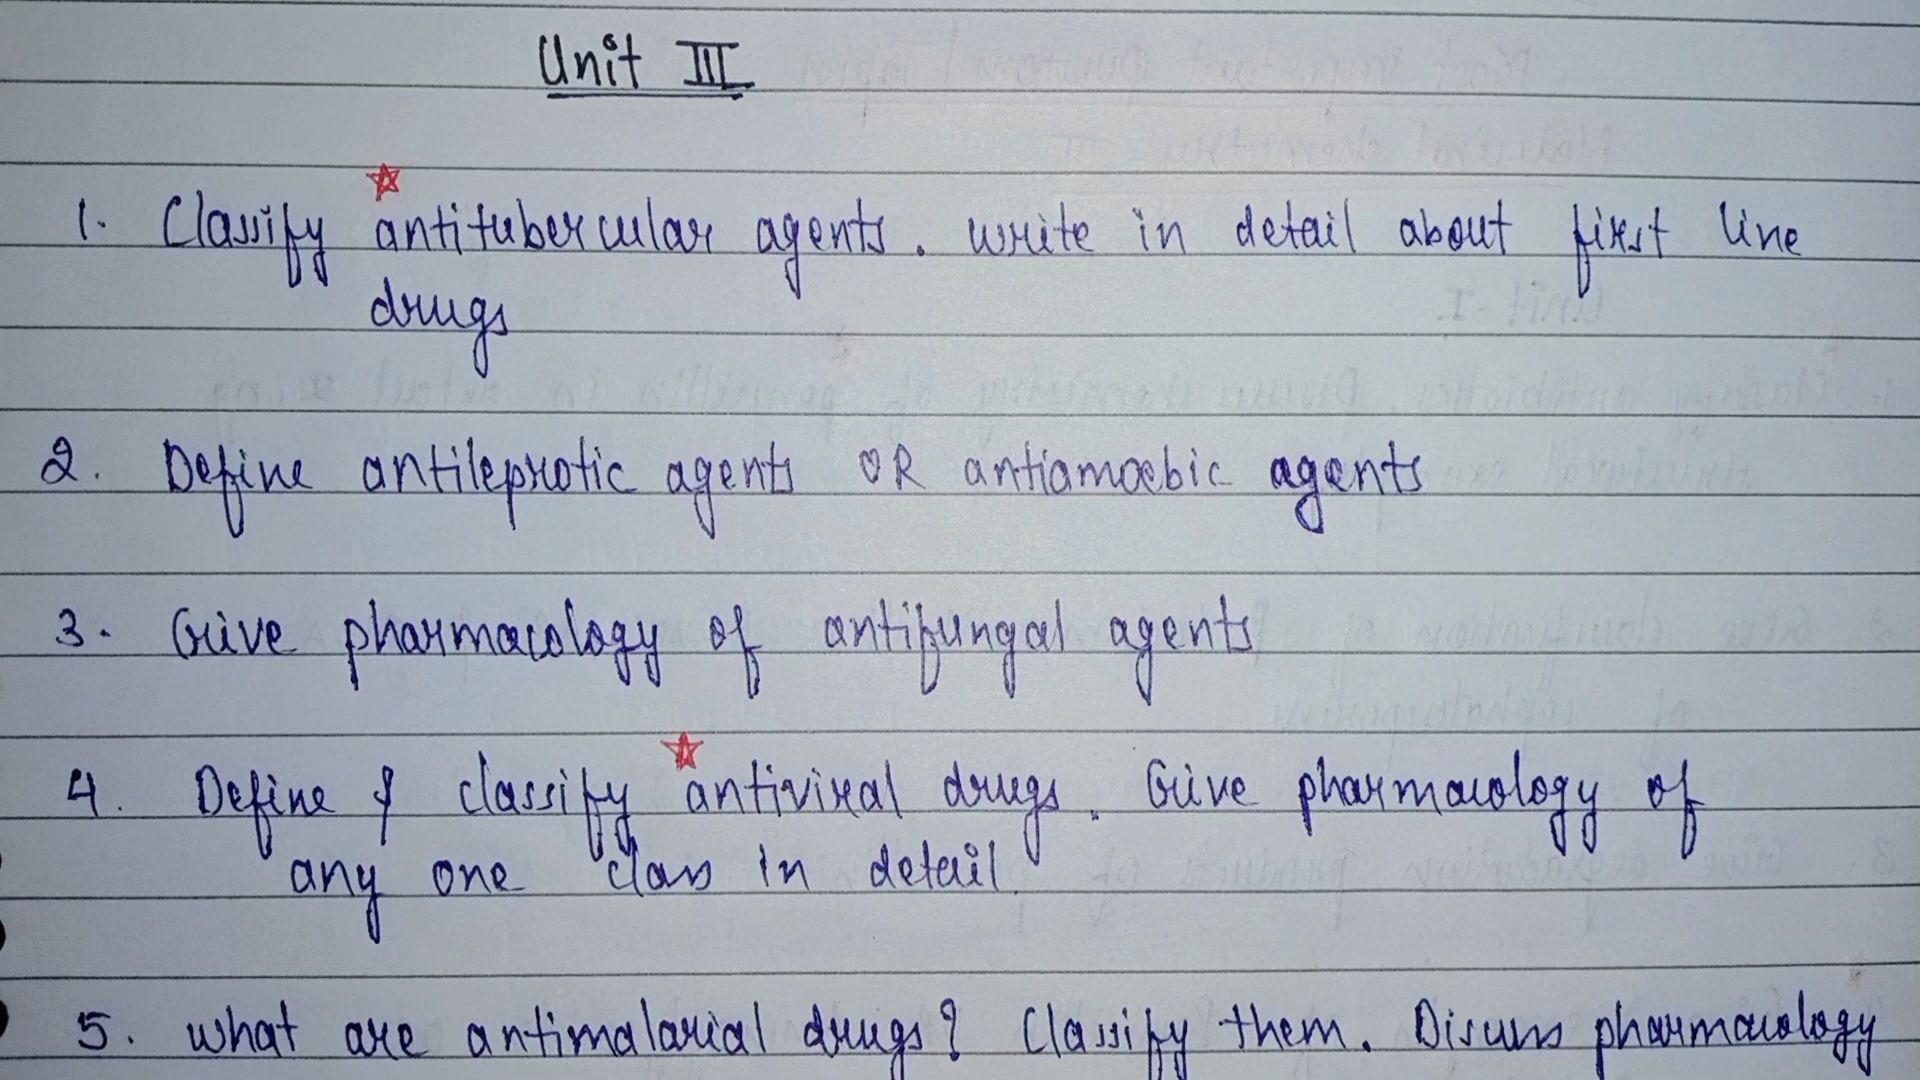 Unit III
1. Classify antitubercular agents. write in detail about first line
drugs
2. Define antileprotic agents OR antiamoebic agents
3. Give pharmacology of antifungal agents
4. Define & classify antiviral drugs. Give pharmacology of
any one class in detail.
5. what are antimalarial drugs? Classify them. Discuss pharmacology